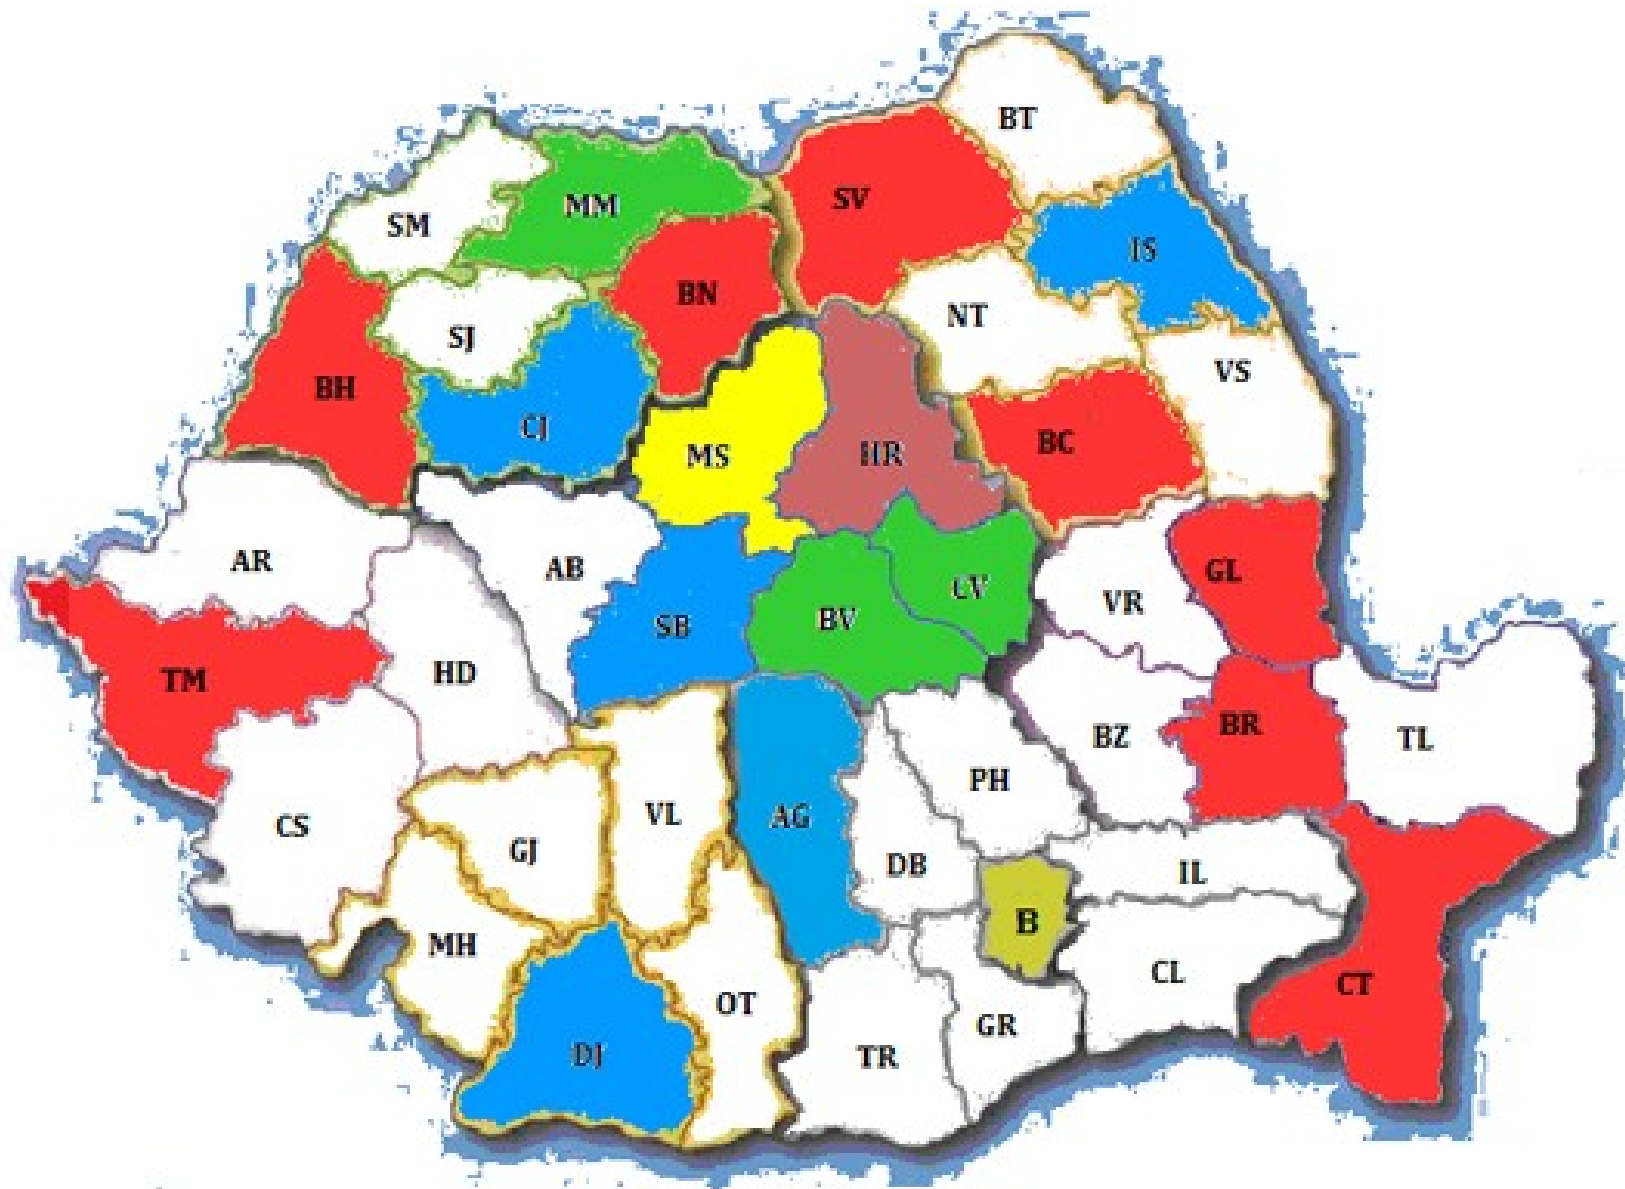 BT
SV
MM
SM
IS
BN
NT
SJ
VS
BH
CJ
BC
MS
HR
AR
AB
GL
CV
VR
BV
SB
HD
TM
BR
BZ
TL
PH
VL
AG
CS
GJ
DB
IL
B
MH
CL
CT
OT
GR
DJ
TR